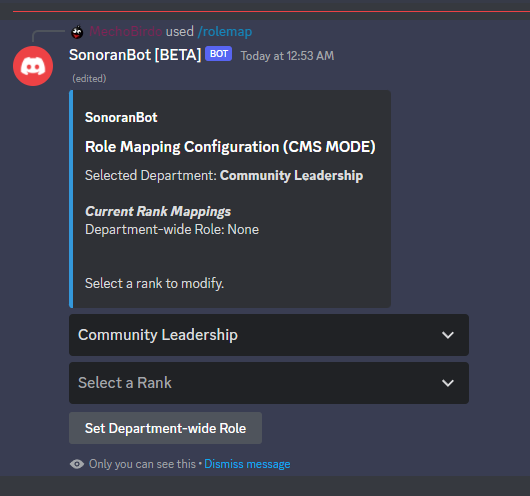 MechoBima used /rolemap
SonoranBot [BETA] BOT Today at 12:53 AM
(edited)
SonoranBot
Role Mapping Configuration (CMS MODE)
Selected Department: Community Leadership
Current Rank Mappings
Department-wide Role: None
Select a rank to modify.
Community Leadership
Select a Rank
Set Department-wide Role
Only you can see this • Dismiss message